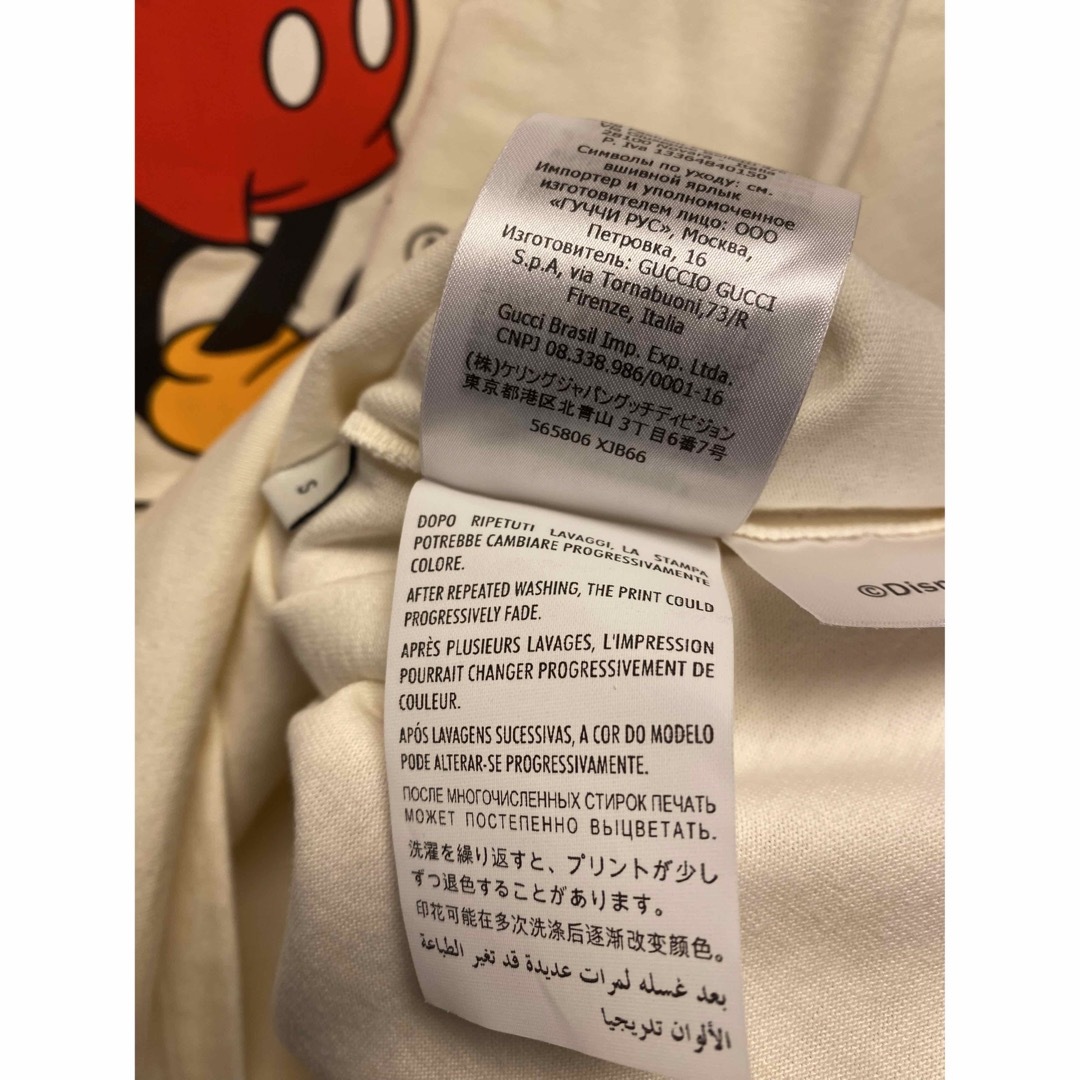 28100 Novara - Italia
P. Iva 13364840150
Символы по уходу: см.
вшивной ярлык
Импортер и уполномоченное
изготовителем лицо: ООО
«ГУЧЧИ РУС», Москва,
Петровка, 16
Изготовитель: GUCCIO GUCCI
S.p.A, via Tornabuoni,73/R
Firenze, Italia
Gucci Brasil Imp. Exp. Ltda.
CNPJ 08.338.986/0001-16
(株)ケリングジャパングッチディビジョン
東京都港区北青山 3丁目6番7号
565806 XJB66
S
DOPO RIPETUTI LAVAGGI, LA STAMPA
POTREBBE CAMBIARE PROGRESSIVAMENTE
COLORE.
AFTER REPEATED WASHING, THE PRINT COULD
PROGRESSIVELY FADE.
APRÈS PLUSIEURS LAVAGES, L'IMPRESSION
POURRAIT CHANGER PROGRESSIVEMENT DE
COULEUR.
APÓS LAVAGENS SUCESSIVAS, A COR DO MODELO
PODE ALTERAR-SE PROGRESSIVAMENTE.
ПОСЛЕ МНОГОЧИСЛЕННЫХ СТИРОК ПЕЧАТЬ
МОЖЕТ ПОСТЕПЕННО ВЫЦВЕТАТЬ.
洗濯を繰り返すと、プリントが少し
ずつ退色することがあります。
印花可能在多次洗涤后逐渐改变颜色。
بعد غسله لمرات عديدة قد تغير الطباعة
الألوان تدريجيا
©Disn